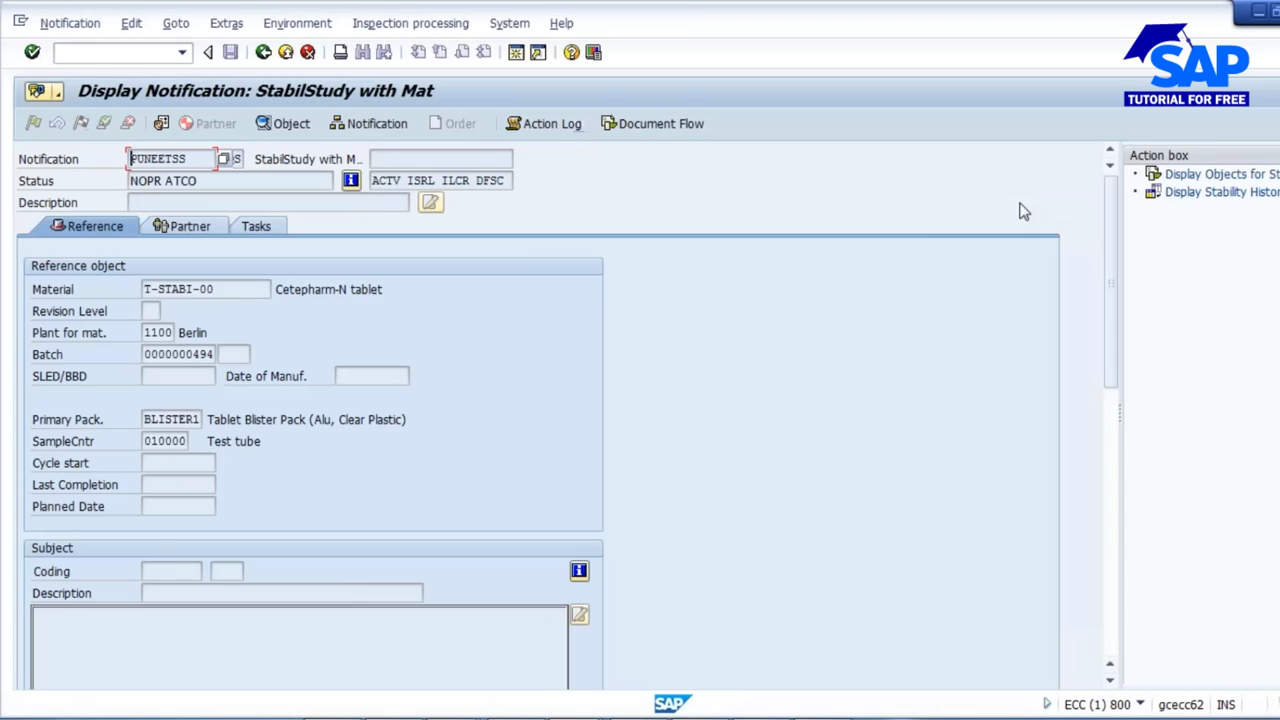 Notification Edit Goto Extras Environment Inspection processing System Help
SAP
TUTORIAL FOR FREE
Display Notification: StabilStudy with Mat
Partner Object Notification Order Action Log Document Flow
Notification PUNEETSS S StabilStudy with M...
Status NOPR ATCO ACTV ISRL ILCR DFSC
Description
Reference Partner Tasks
Reference object
Material T-STABI-00 Cetepharm-N tablet
Revision Level
Plant for mat. 1100 Berlin
Batch 0000000494
SLED/BBD Date of Manuf.
Primary Pack. BLISTER1 Tablet Blister Pack (Alu, Clear Plastic)
SampleCntr 010000 Test tube
Cycle start
Last Completion
Planned Date
Subject
Coding
Description
Action box
Display Objects for St
Display Stability Histor
SAP ECC (1) 800 gcecc62 INS